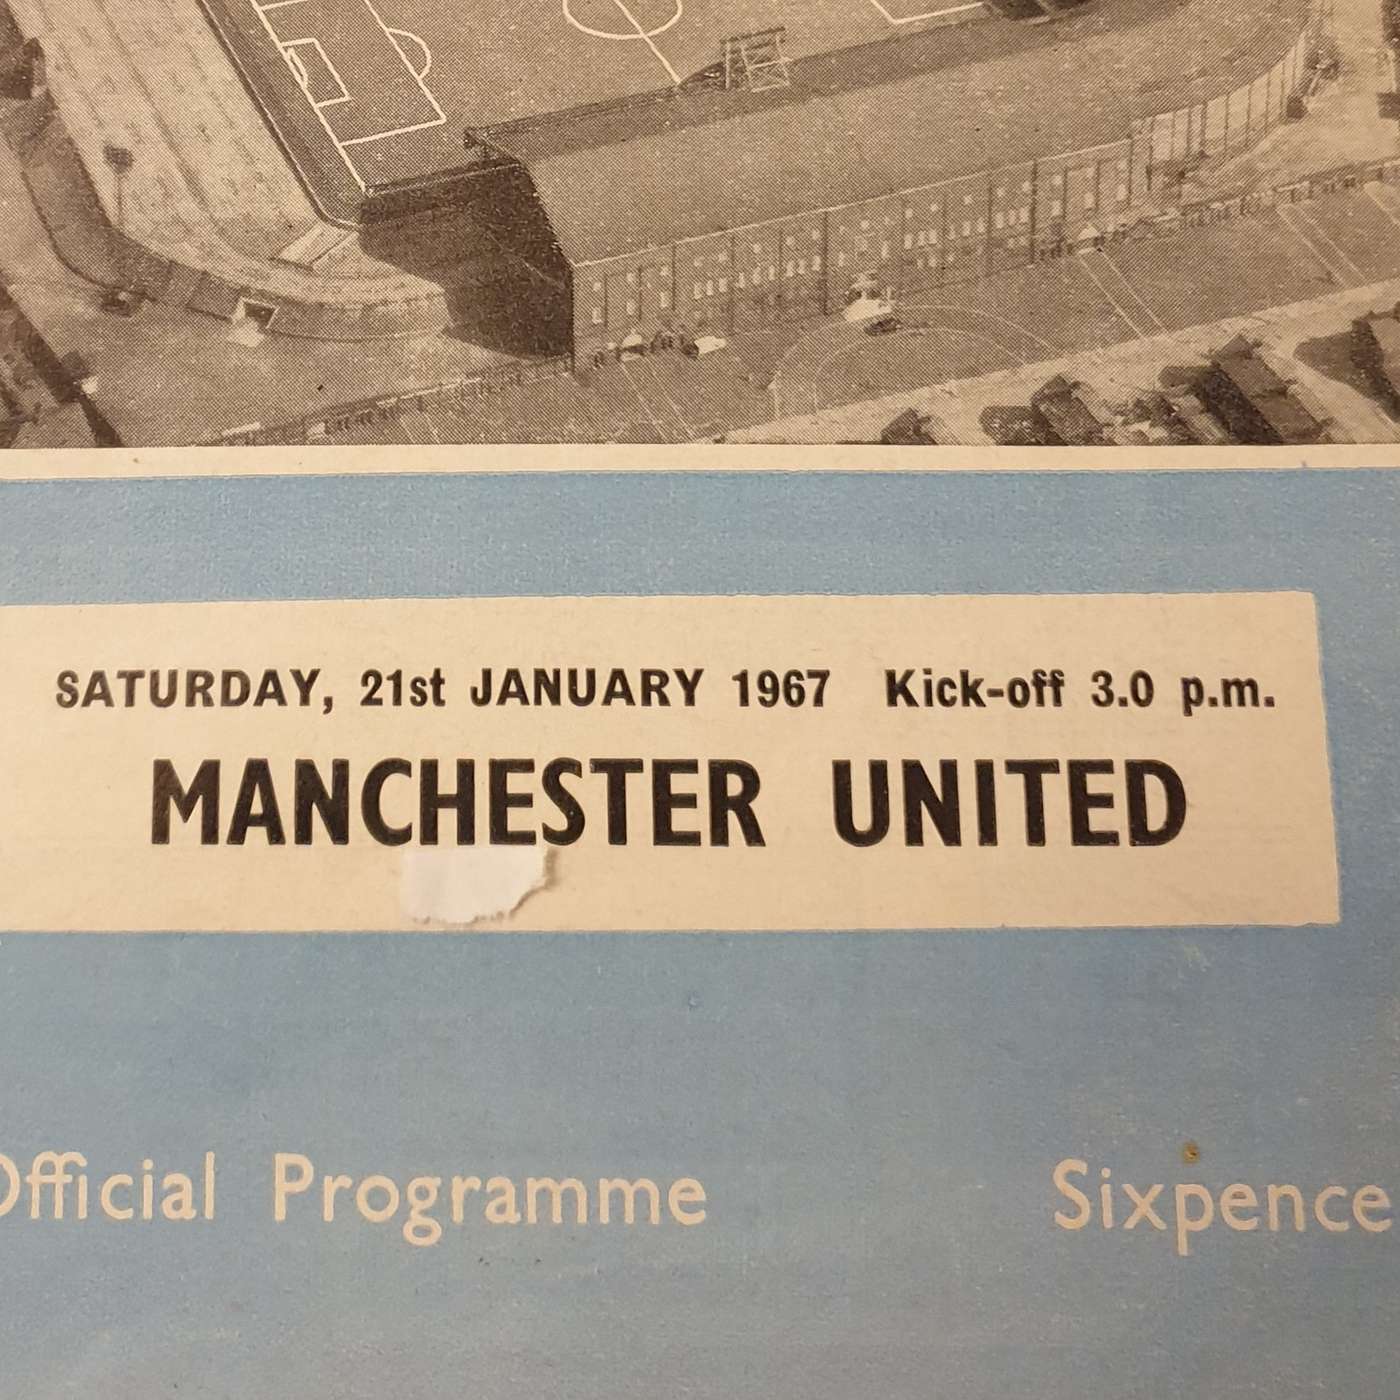 SATURDAY, 21st JANUARY 1967 Kick-off 3.0 p.m.
MANCHESTER UNITED
Official Programme Sixpence